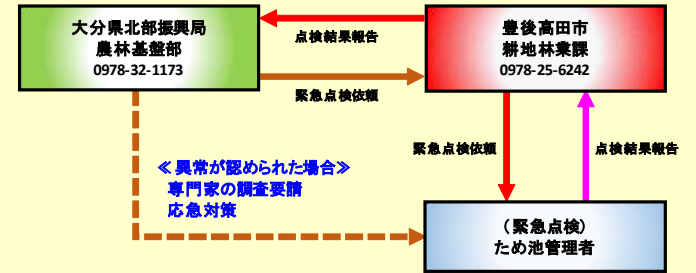 大分県北部振興局
農林基盤部
0978-32-1173
点検結果報告
緊急点検依頼
豊後高田市
耕地林業課
0978-25-6242
緊急点検依頼
点検結果報告
≪異常が認められた場合≫
専門家の調査要請
応急対策
（緊急点検）
ため池管理者